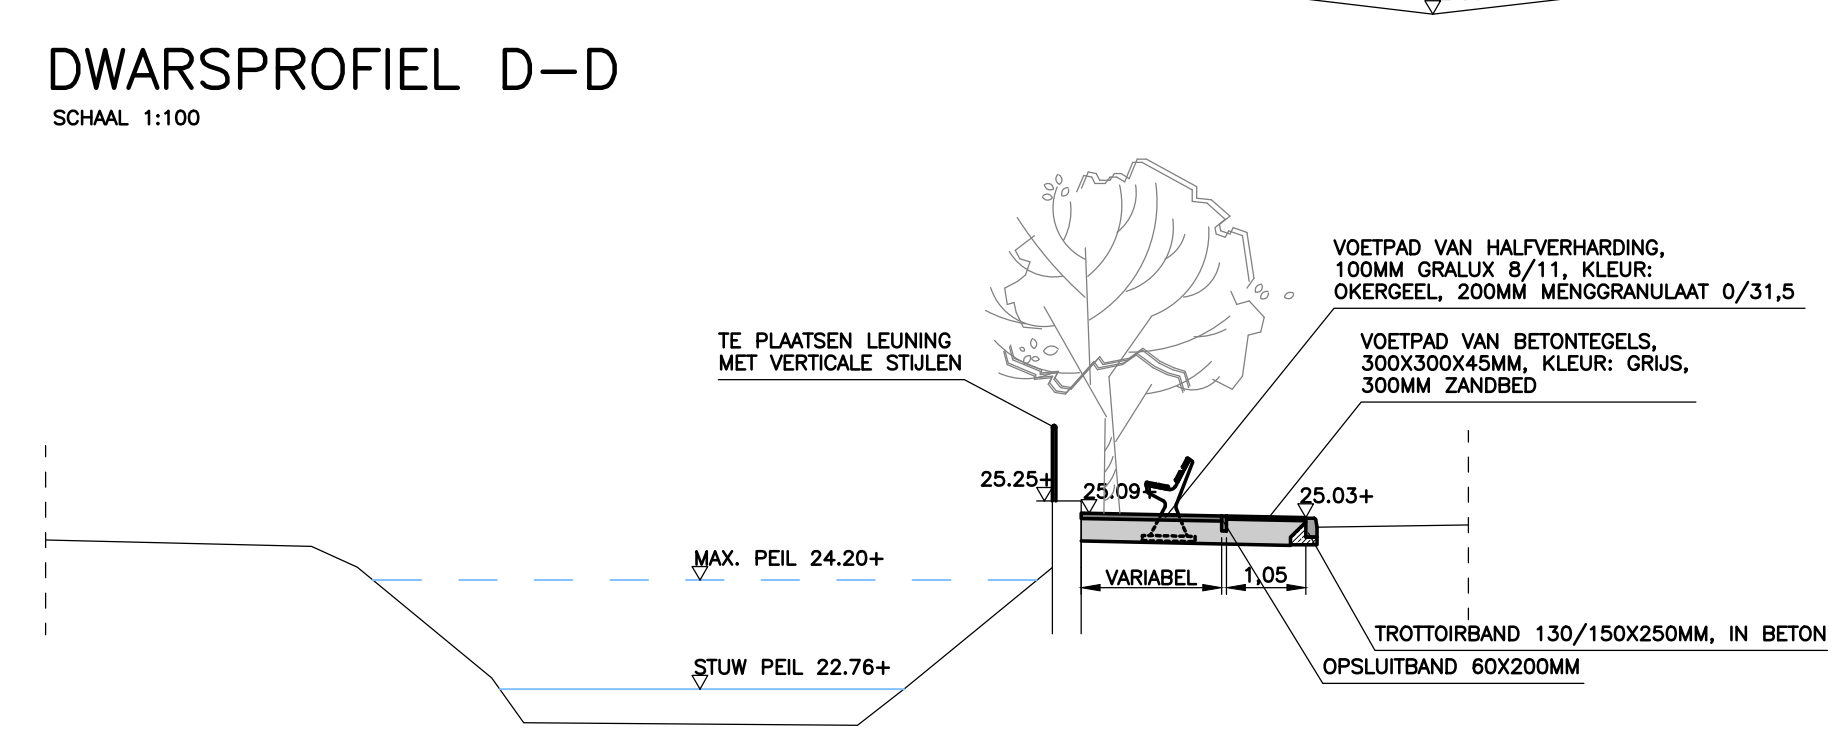 DWARSPROFIEL D-D
SCHAAL 1:100
VOETPAD VAN HALFVERHARDING,
100MM GRALUX 8/11, KLEUR:
OKERGEEL, 200MM MENGGRANULAAT 0/31,5
TE PLAATSEN LEUNING
MET VERTICALE STIJLEN
VOETPAD VAN BETONTEGELS,
300X300X45MM, KLEUR: GRIJS,
300MM ZANDBED
25.25+
25.09+
25.03+
MAX. PEIL 24.20+
VARIABEL
1,05
TROTTOIRBAND 130/150X250MM, IN BETON
STUW PEIL 22.76+
OPSLUITBAND 60X200MM